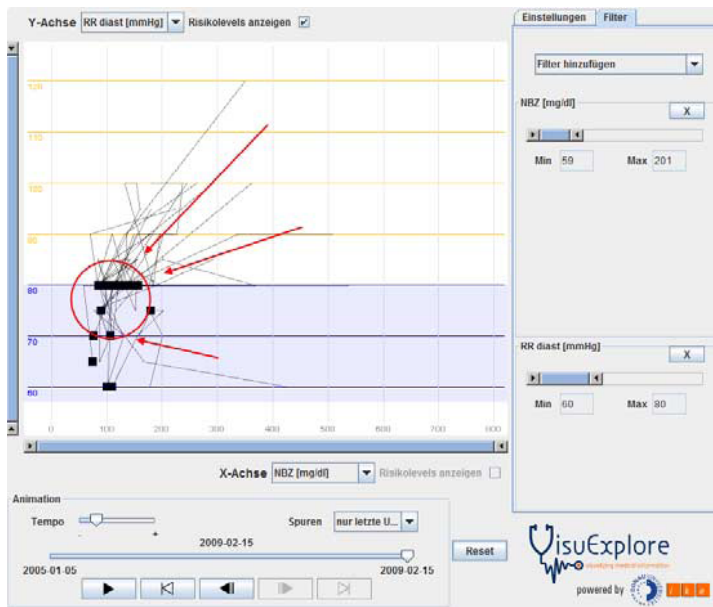 Y-Achse RR diast [mmHg] Risikolevels anzeigen
Einstellungen Filter
Filter hinzufügen
NBZ [mg/dl]
X
Min 59 Max 201
120
110
100
90
80
70
60
RR diast [mmHg]
X
Min 60 Max 80
0 100 200 300 400 500 600 700 800
X-Achse NBZ [mg/dl] Risikolevels anzeigen
Animation
Tempo
- +
Spuren nur letzte U...
2009-02-15
2005-01-05 2009-02-15
Reset
VisuExplore
visualizing medical information
powered by